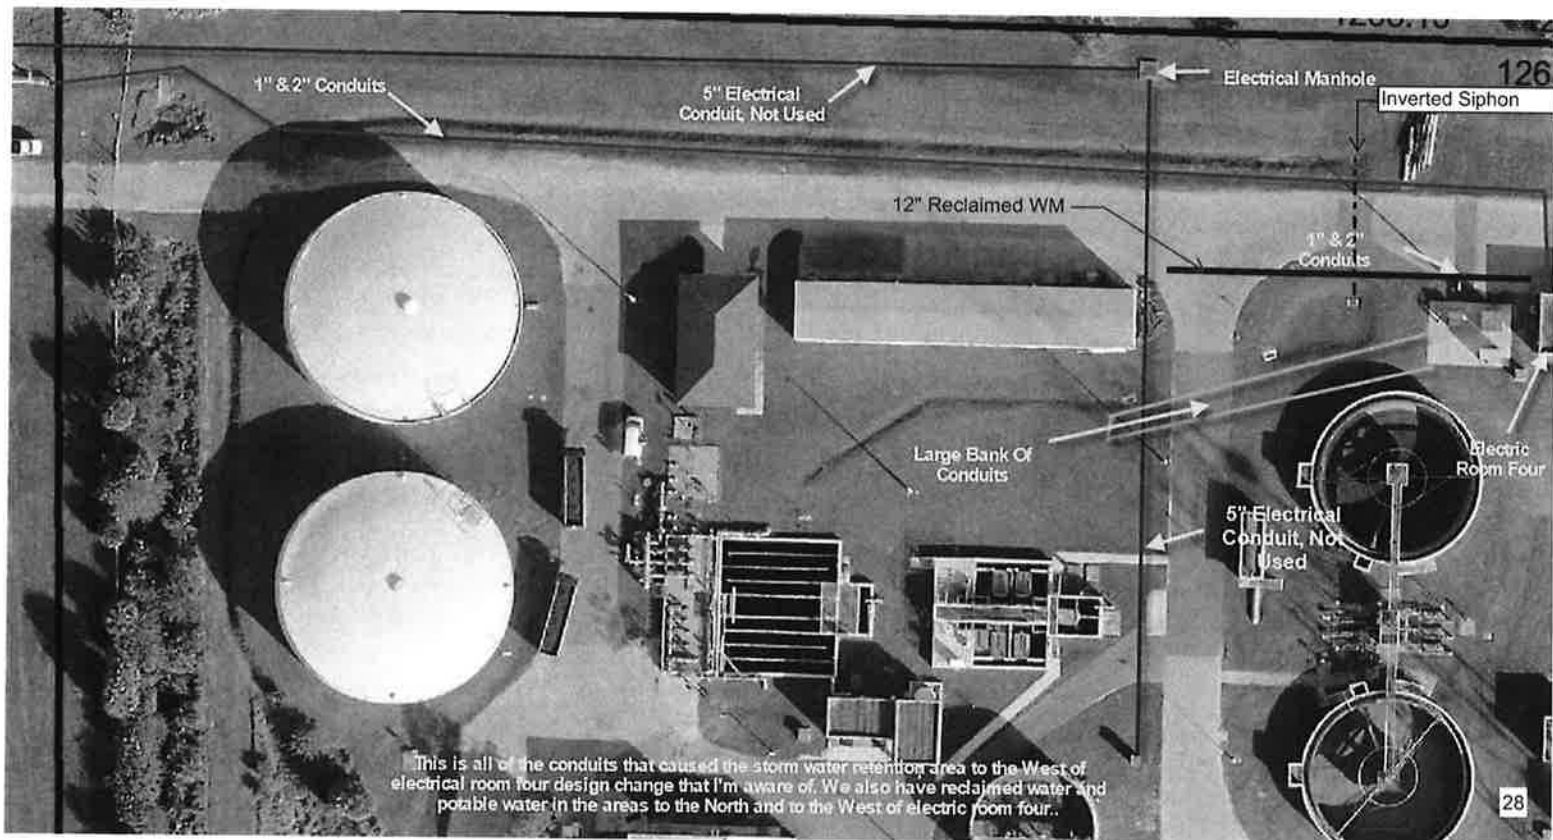 126
1" & 2" Conduits
5" Electrical
Conduit, Not Used
Electrical Manhole
Inverted Siphon
12" Reclaimed WM
1" & 2"
Conduits
Large Bank Of
Conduits
Electric
Room Four
5" Electrical
Conduit, Not
Used
This is all of the conduits that caused the storm water retention area to the West of
electrical room four design change that I'm aware of. We also have reclaimed water and
potable water in the areas to the North and to the West of electric room four..
28